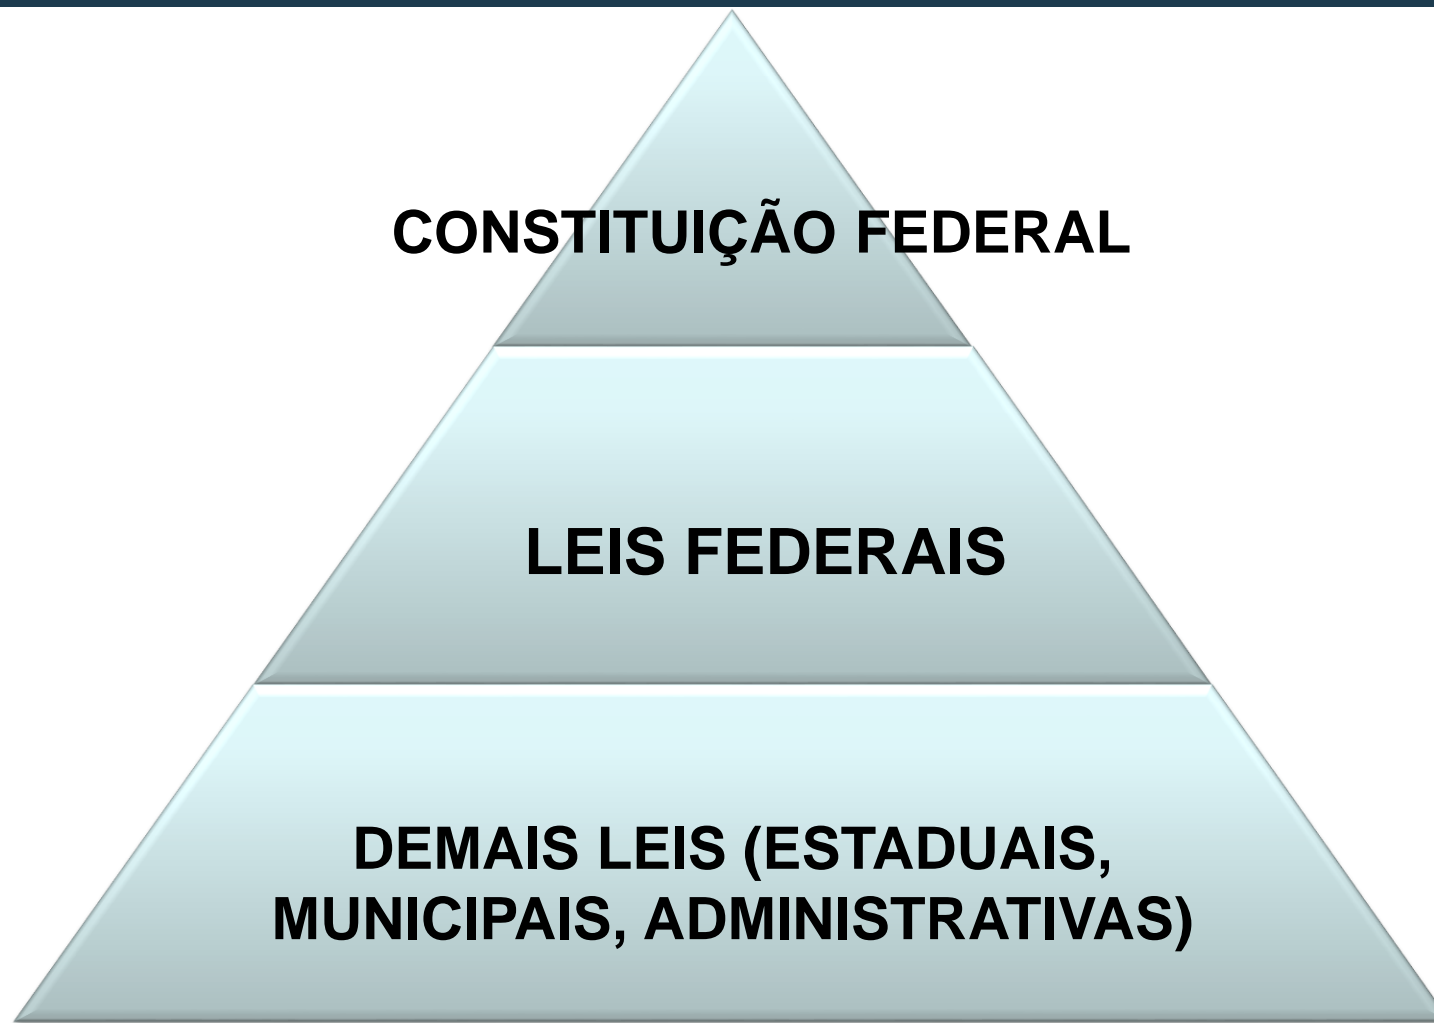 CONSTITUIÇÃO FEDERAL
LEIS FEDERAIS
DEMAIS LEIS (ESTADUAIS,
MUNICIPAIS, ADMINISTRATIVAS)